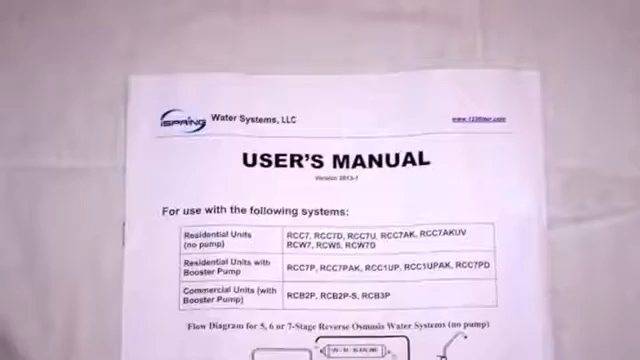 iSPRING Water Systems, LLC
www.123filter.com
USER'S MANUAL
Version 2013-1
For use with the following systems:
Residential Units (no pump)
RCC7, RCC7D, RCC7U, RCC7AK, RCC7AKUV
RCW7, RCW5, RCW7D
Residential Units with Booster Pump
RCC7P, RCC7PAK, RCC1UP, RCC1UPAK, RCC7PD
Commercial Units (with Booster Pump)
RCB2P, RCB2P-S, RCB3P
Flow Diagram for 5, 6 or 7-Stage Reverse Osmosis Water Systems (no pump)